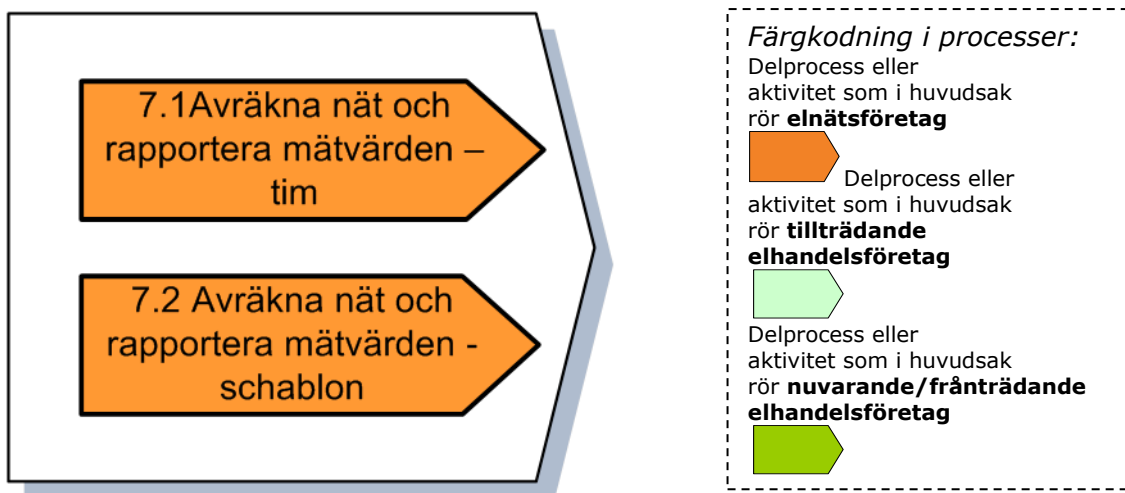 7.1Avräkna nät och
rapportera mätvärden –
tim
7.2 Avräkna nät och
rapportera mätvärden -
schablon
Färgkodning i processer:
Delprocess eller
aktivitet som i huvudsak
rör elnätsföretag
Delprocess eller
aktivitet som i huvudsak
rör tillträdande
elhandelsföretag
Delprocess eller
aktivitet som i huvudsak
rör nuvarande/frånträdande
elhandelsföretag